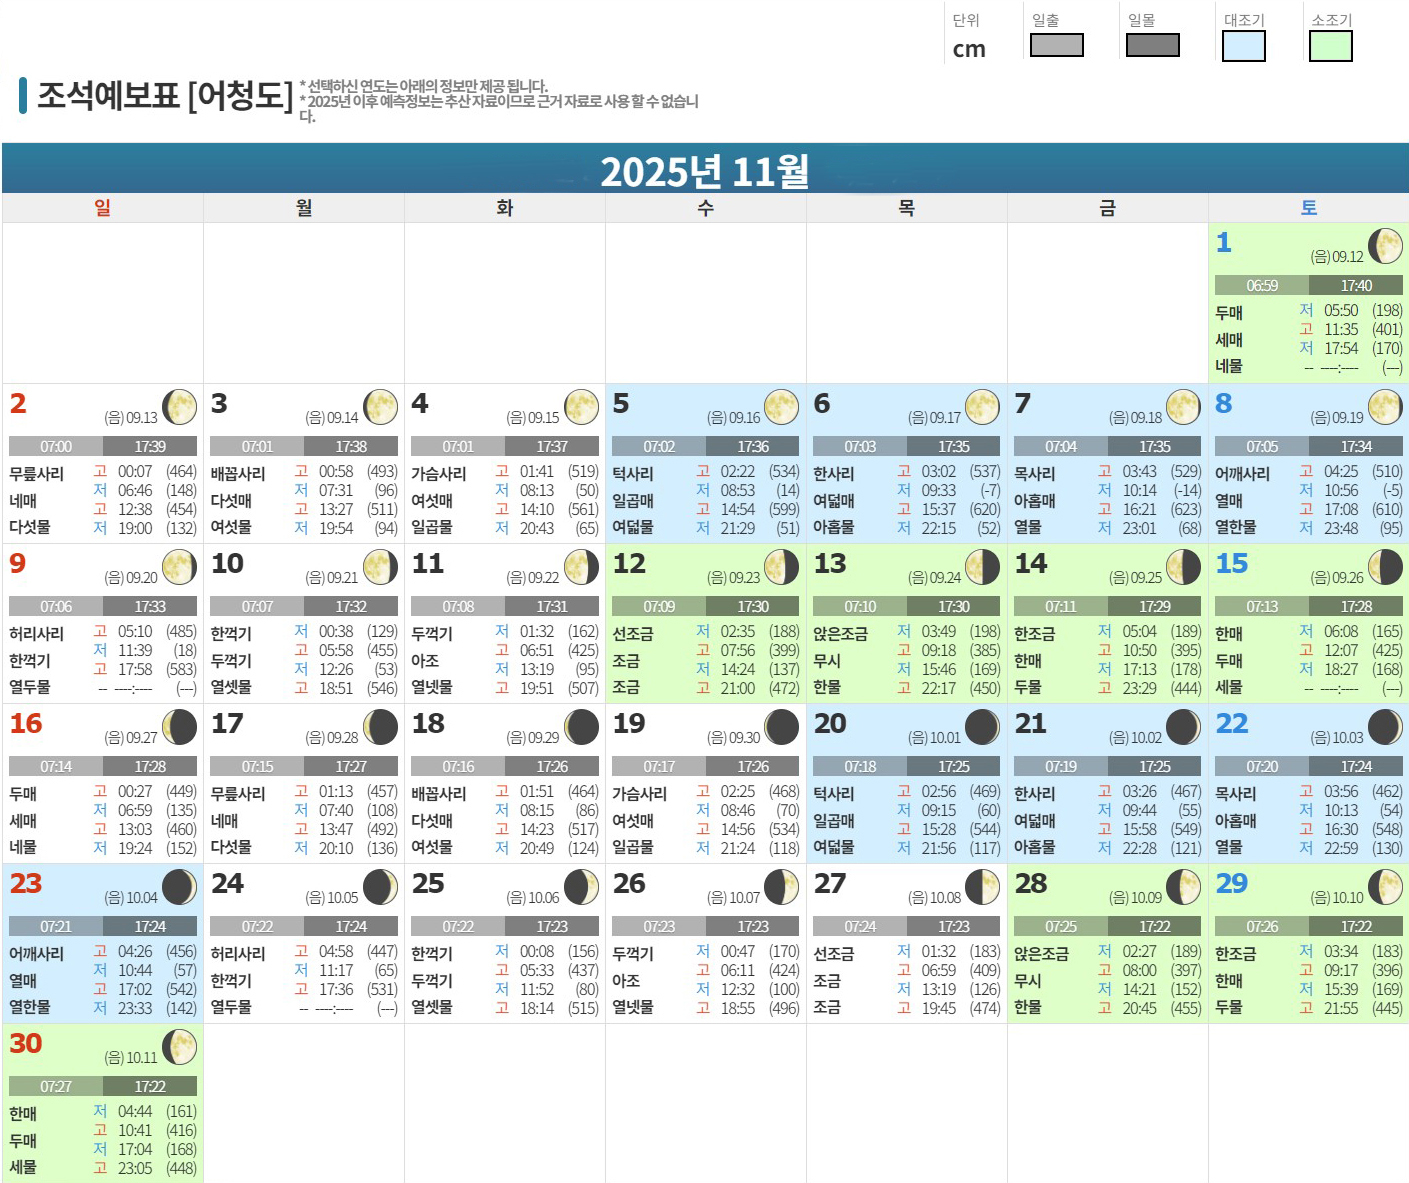 단위 일출 일몰 대조기 소조기
cm
조석예보표 [어청도]
* 선택하신 연도는 아래의 정보만 제공 됩니다.
* 2025년 이후 예측정보는 추산 자료이므로 근거 자료로 사용 할 수 없습니
다.
2025년 11월
일 월 화 수 목 금 토
1 (음) 09.12
06:59 17:40
두매 세매 네물
저 05:50 (198)
고 11:35 (401)
저 17:54 (170)
-- ----:---- (---)
2 (음) 09.13
07:00 17:39
무릎사리 네매 다섯물
고 00:07 (464)
저 06:46 (148)
고 12:38 (454)
저 19:00 (132)
3 (음) 09.14
07:01 17:38
배꼽사리 다섯매 여섯물
고 00:58 (493)
저 07:31 (96)
고 13:27 (511)
저 19:54 (94)
4 (음) 09.15
07:01 17:37
가슴사리 여섯매 일곱물
고 01:41 (519)
저 08:13 (50)
고 14:10 (561)
저 20:43 (65)
5 (음) 09.16
07:02 17:36
턱사리 일곱매 여덟물
고 02:22 (534)
저 08:53 (14)
고 14:54 (599)
저 21:29 (51)
6 (음) 09.17
07:03 17:35
한사리 여덟매 아홉물
고 03:02 (537)
저 09:33 (-7)
고 15:37 (620)
저 22:15 (52)
7 (음) 09.18
07:04 17:35
목사리 아홉매 열물
고 03:43 (529)
저 10:14 (-14)
고 16:21 (623)
저 23:01 (68)
8 (음) 09.19
07:05 17:34
어깨사리 열매 열한물
고 04:25 (510)
저 10:56 (-5)
고 17:08 (610)
저 23:48 (95)
9 (음) 09.20
07:06 17:33
허리사리 한꺽기 열두물
고 05:10 (485)
저 11:39 (18)
고 17:58 (583)
-- ----:---- (---)
10 (음) 09.21
07:07 17:32
한꺽기 두꺽기 열셋물
저 00:38 (129)
고 05:58 (455)
저 12:26 (53)
고 18:51 (546)
11 (음) 09.22
07:08 17:31
두꺽기 아조 열넷물
저 01:32 (162)
고 06:51 (425)
저 13:19 (95)
고 19:51 (507)
12 (음) 09.23
07:09 17:30
선조금 조금 조금
저 02:35 (188)
고 07:56 (399)
저 14:24 (137)
고 21:00 (472)
13 (음) 09.24
07:10 17:30
앉은조금 무시 한물
저 03:49 (198)
고 09:18 (385)
저 15:46 (169)
고 22:17 (450)
14 (음) 09.25
07:11 17:29
한조금 한매 두물
저 05:04 (189)
고 10:50 (395)
저 17:13 (178)
고 23:29 (444)
15 (음) 09.26
07:13 17:28
한매 두매 세물
저 06:08 (165)
고 12:07 (425)
저 18:27 (168)
-- ----:---- (---)
16 (음) 09.27
07:14 17:28
두매 세매 네물
고 00:27 (449)
저 06:59 (135)
고 13:03 (460)
저 19:24 (152)
17 (음) 09.28
07:15 17:27
무릎사리 네매 다섯물
고 01:13 (457)
저 07:40 (108)
고 13:47 (492)
저 20:10 (136)
18 (음) 09.29
07:16 17:26
배꼽사리 다섯매 여섯물
고 01:51 (464)
저 08:15 (86)
고 14:23 (517)
저 20:49 (124)
19 (음) 09.30
07:17 17:26
가슴사리 여섯매 일곱물
고 02:25 (468)
저 08:46 (70)
고 14:56 (534)
저 21:24 (118)
20 (음) 10.01
07:18 17:25
턱사리 일곱매 여덟물
고 02:56 (469)
저 09:15 (60)
고 15:28 (544)
저 21:56 (117)
21 (음) 10.02
07:19 17:25
한사리 여덟매 아홉물
고 03:26 (467)
저 09:44 (55)
고 15:58 (549)
저 22:28 (121)
22 (음) 10.03
07:20 17:24
목사리 아홉매 열물
고 03:56 (462)
저 10:13 (54)
고 16:30 (548)
저 22:59 (130)
23 (음) 10.04
07:21 17:24
어깨사리 열매 열한물
고 04:26 (456)
저 10:44 (57)
고 17:02 (542)
저 23:33 (142)
24 (음) 10.05
07:22 17:24
허리사리 한꺽기 열두물
고 04:58 (447)
저 11:17 (65)
고 17:36 (531)
-- ----:---- (---)
25 (음) 10.06
07:22 17:23
한꺽기 두꺽기 열셋물
저 00:08 (156)
고 05:33 (437)
저 11:52 (80)
고 18:14 (515)
26 (음) 10.07
07:23 17:23
두꺽기 아조 열넷물
저 00:47 (170)
고 06:11 (424)
저 12:32 (100)
고 18:55 (496)
27 (음) 10.08
07:24 17:23
선조금 조금 조금
저 01:32 (183)
고 06:59 (409)
저 13:19 (126)
고 19:45 (474)
28 (음) 10.09
07:25 17:22
앉은조금 무시 한물
저 02:27 (189)
고 08:00 (397)
저 14:21 (152)
고 20:45 (455)
29 (음) 10.10
07:26 17:22
한조금 한매 두물
저 03:34 (183)
고 09:17 (396)
저 15:39 (169)
고 21:55 (445)
30 (음) 10.11
07:27 17:22
한매 두매 세물
저 04:44 (161)
고 10:41 (416)
저 17:04 (168)
고 23:05 (448)